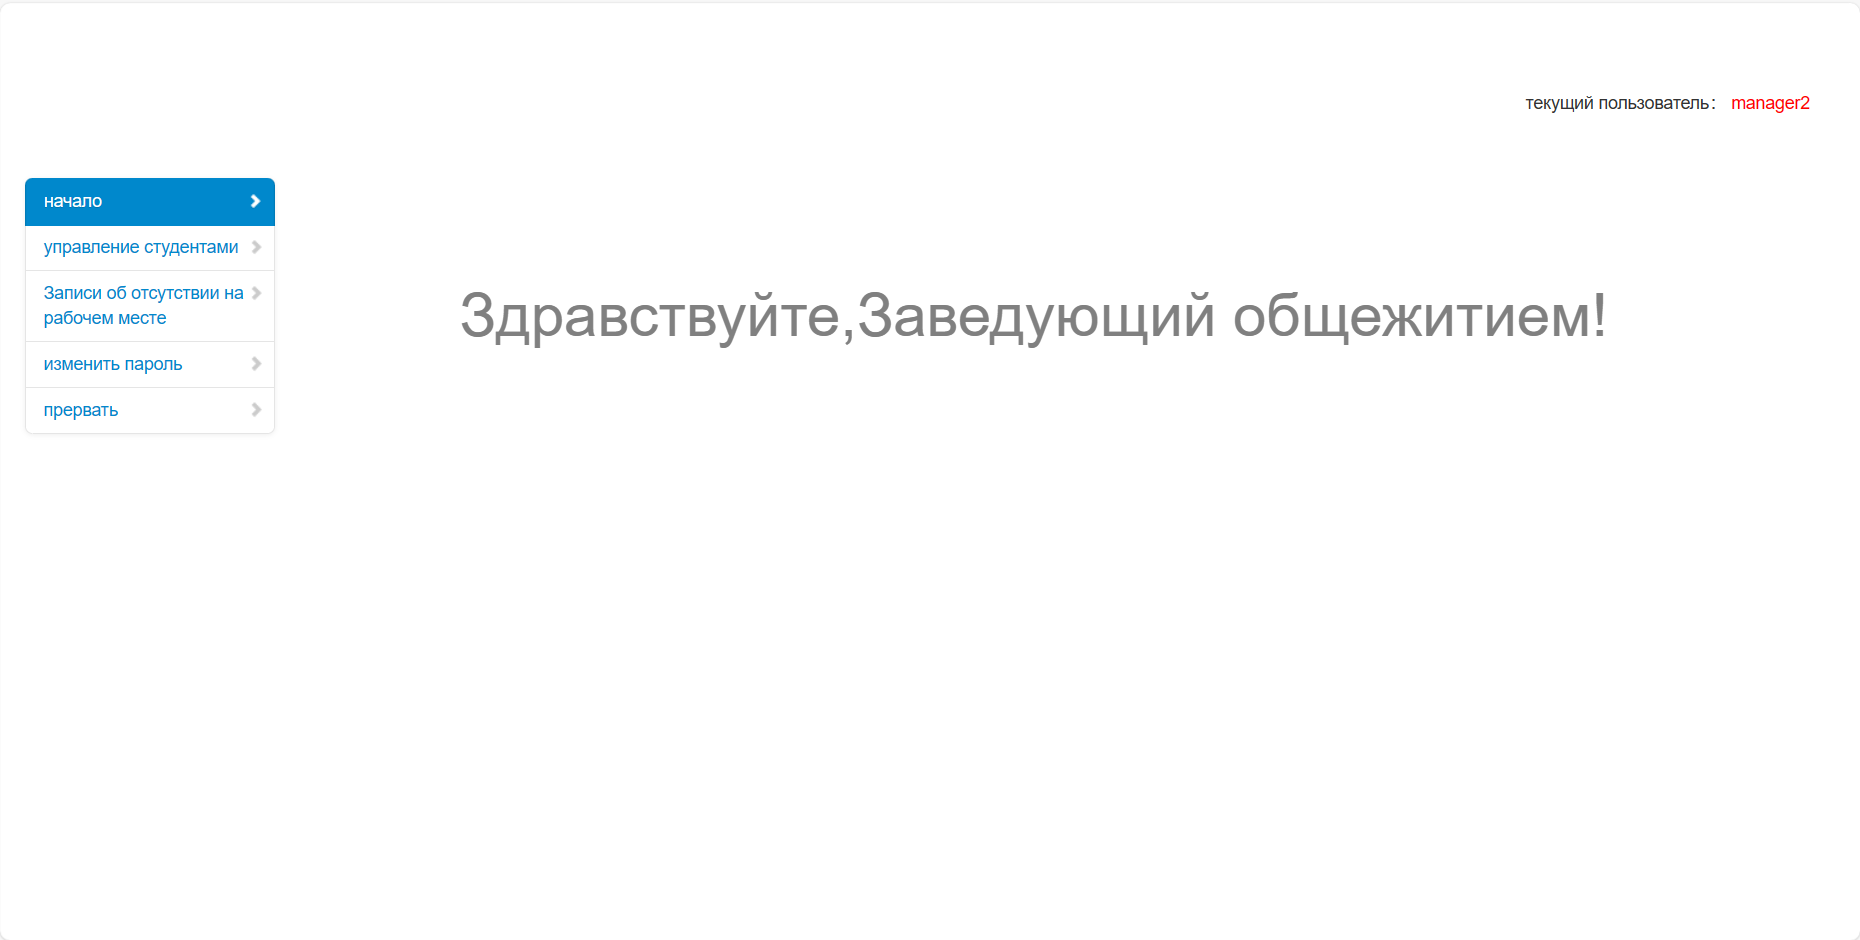 текущий пользователь： manager2
начало
управление студентами
Записи об отсутствии на
рабочем месте
изменить пароль
прервать
Здравствуйте,Заведующий общежитием!